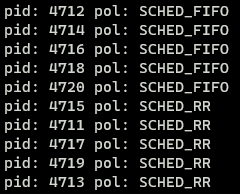 pid: 4712 pol: SCHED_FIFO
pid: 4714 pol: SCHED_FIFO
pid: 4716 pol: SCHED_FIFO
pid: 4718 pol: SCHED_FIFO
pid: 4720 pol: SCHED_FIFO
pid: 4715 pol: SCHED_RR
pid: 4711 pol: SCHED_RR
pid: 4717 pol: SCHED_RR
pid: 4719 pol: SCHED_RR
pid: 4713 pol: SCHED_RR